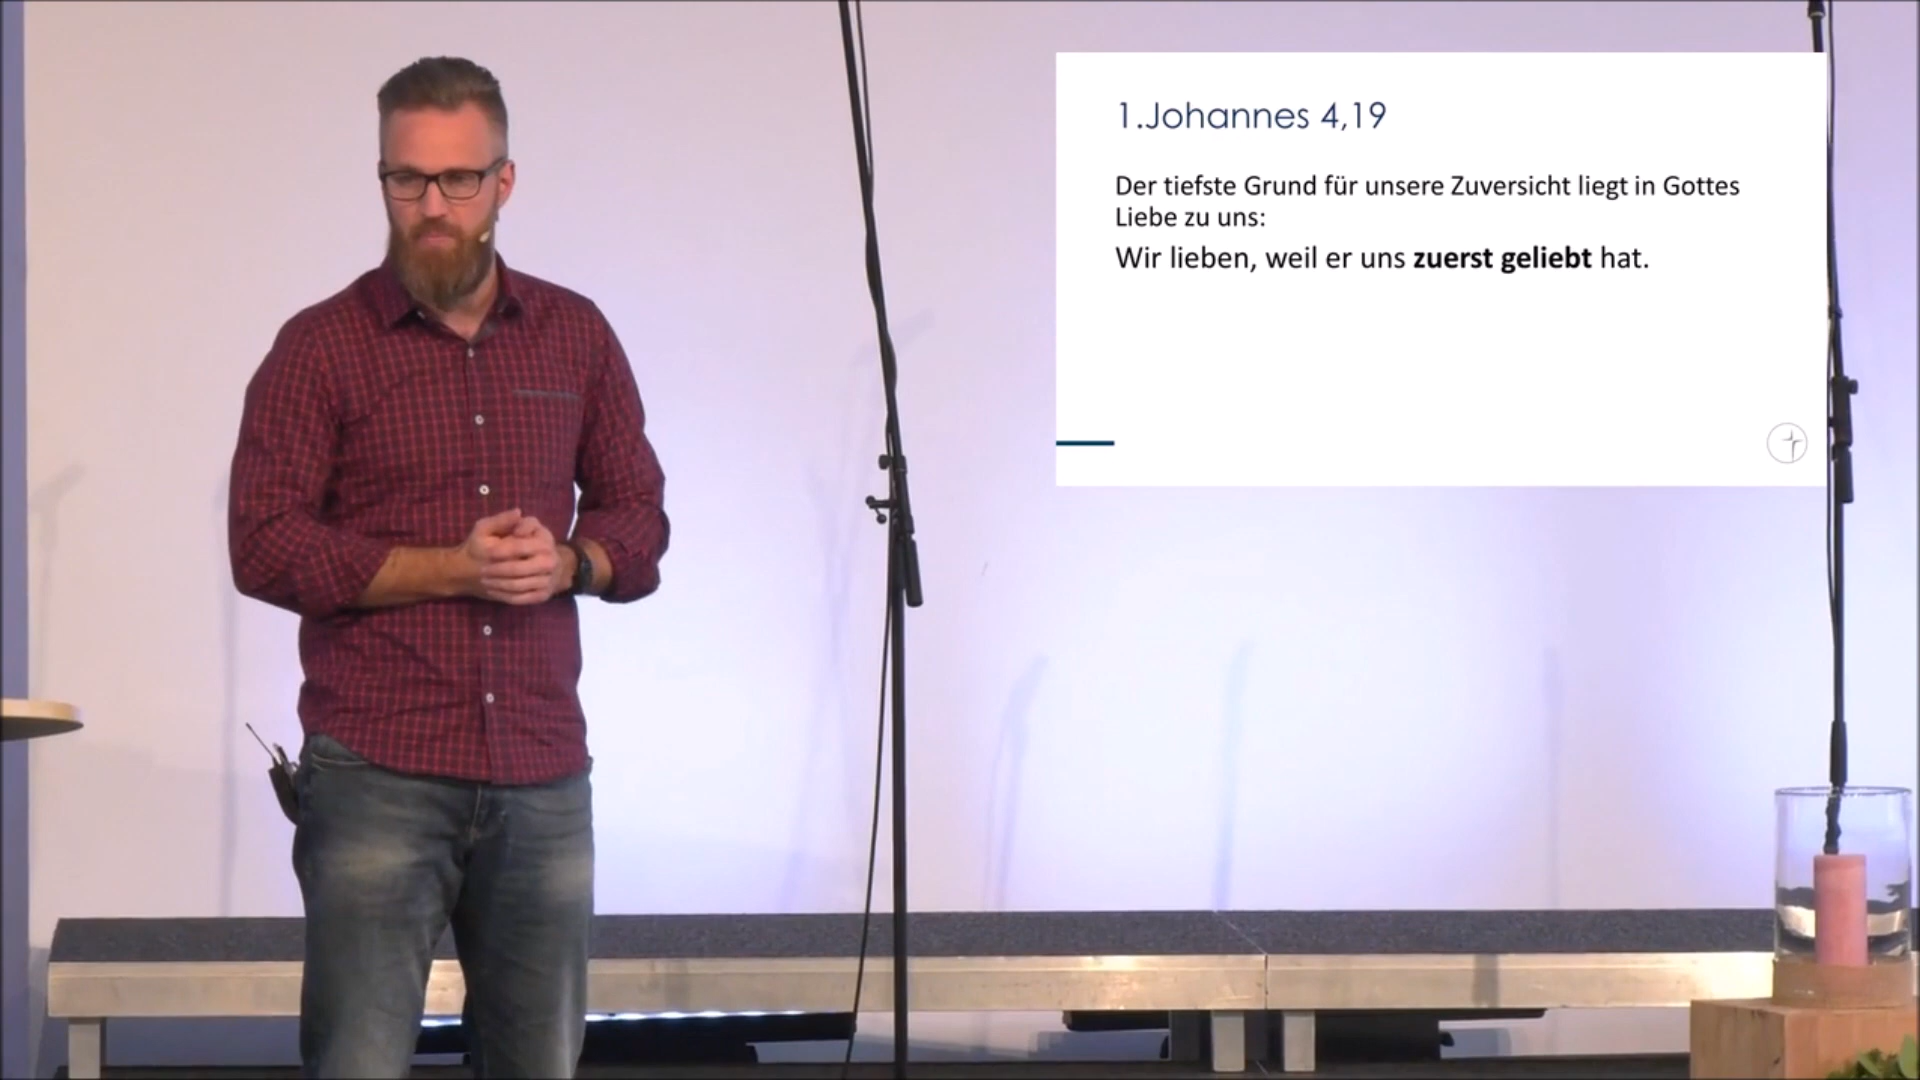 1.Johannes 4,19
Der tiefste Grund für unsere Zuversicht liegt in Gottes
Liebe zu uns:
Wir lieben, weil er uns zuerst geliebt hat.